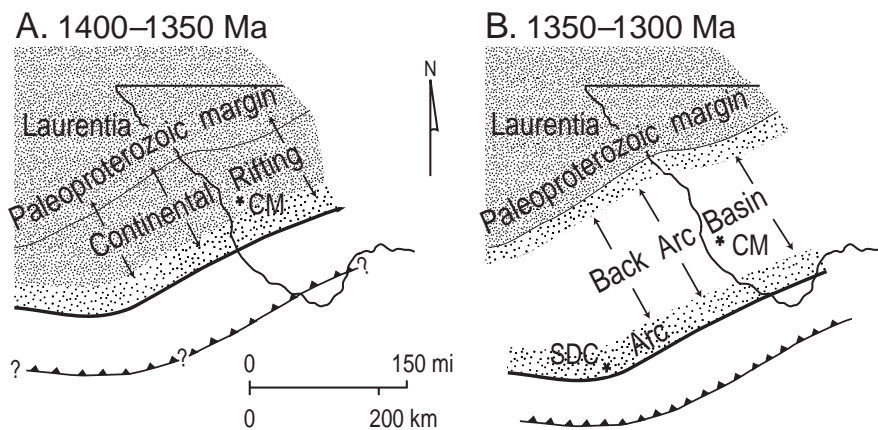 A. 1400–1350 Ma
Laurentia
Paleoproterozoic margin
Continental Rifting
CM
?
?
?
N
0 150 mi
0 200 km
B. 1350–1300 Ma
Laurentia
Paleoproterozoic margin
Back Arc Basin
CM
SDC
Arc